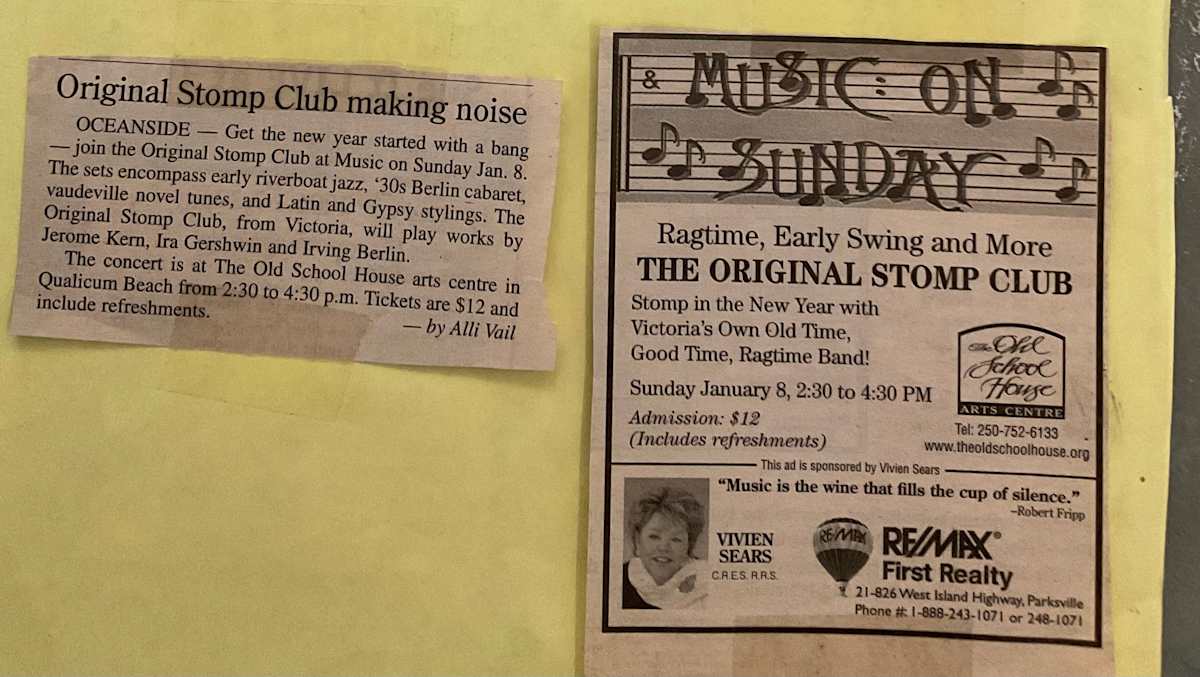 Original Stomp Club making noise
OCEANSIDE — Get the new year started with a bang
— join the Original Stomp Club at Music on Sunday Jan. 8.
The sets encompass early riverboat jazz, ‘30s Berlin cabaret,
vaudeville novel tunes, and Latin and Gypsy stylings. The
Original Stomp Club, from Victoria, will play works by
Jerome Kern, Ira Gershwin and Irving Berlin.
The concert is at The Old School House arts centre in
Qualicum Beach from 2:30 to 4:30 p.m. Tickets are $12 and
include refreshments.
— by Alli Vail
& MUSIC: ON
SUNDAY
Ragtime, Early Swing and More
THE ORIGINAL STOMP CLUB
Stomp in the New Year with
Victoria's Own Old Time,
Good Time, Ragtime Band!
Sunday January 8, 2:30 to 4:30 PM
Admission: $12
(Includes refreshments)
The Old
School
House
ARTS CENTRE
Tel: 250-752-6133
www.theoldschoolhouse.org
This ad is sponsored by Vivien Sears
“Music is the wine that fills the cup of silence.”
–Robert Fripp
VIVIEN
SEARS
C.R.E.S. R.R.S.
RE/MAX
RE/MAX®
First Realty
21-826 West Island Highway, Parksville
Phone #: 1-888-243-1071 or 248-1071